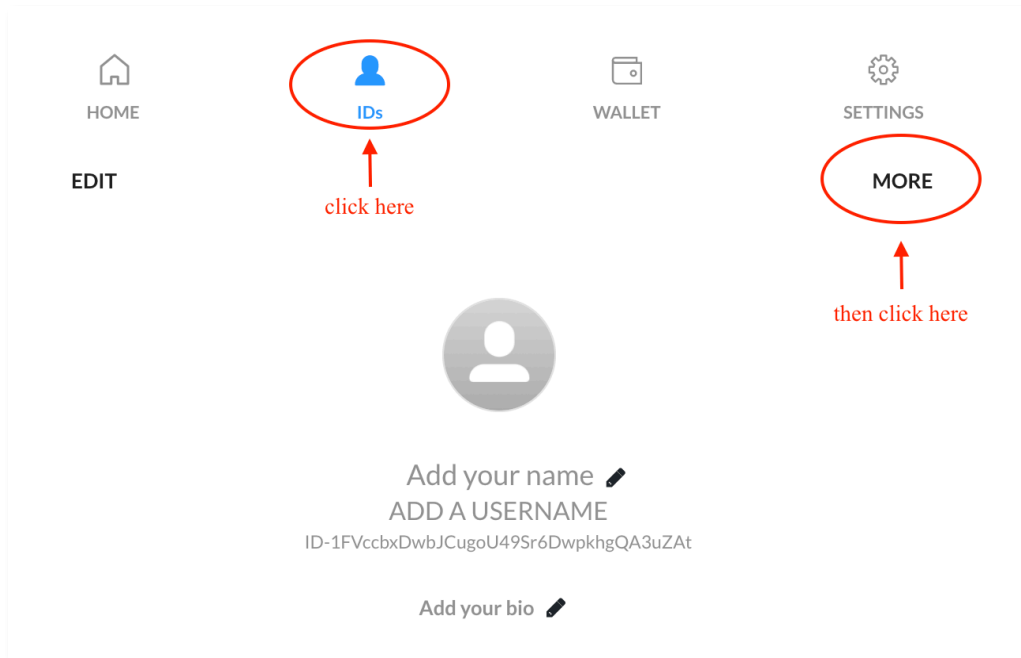 HOME
IDs
WALLET
SETTINGS
EDIT
MORE
click here
then click here
Add your name
ADD A USERNAME
ID-1FVccbxDwbJCugoU49Sr6DwpkhgQA3uZAt
Add your bio